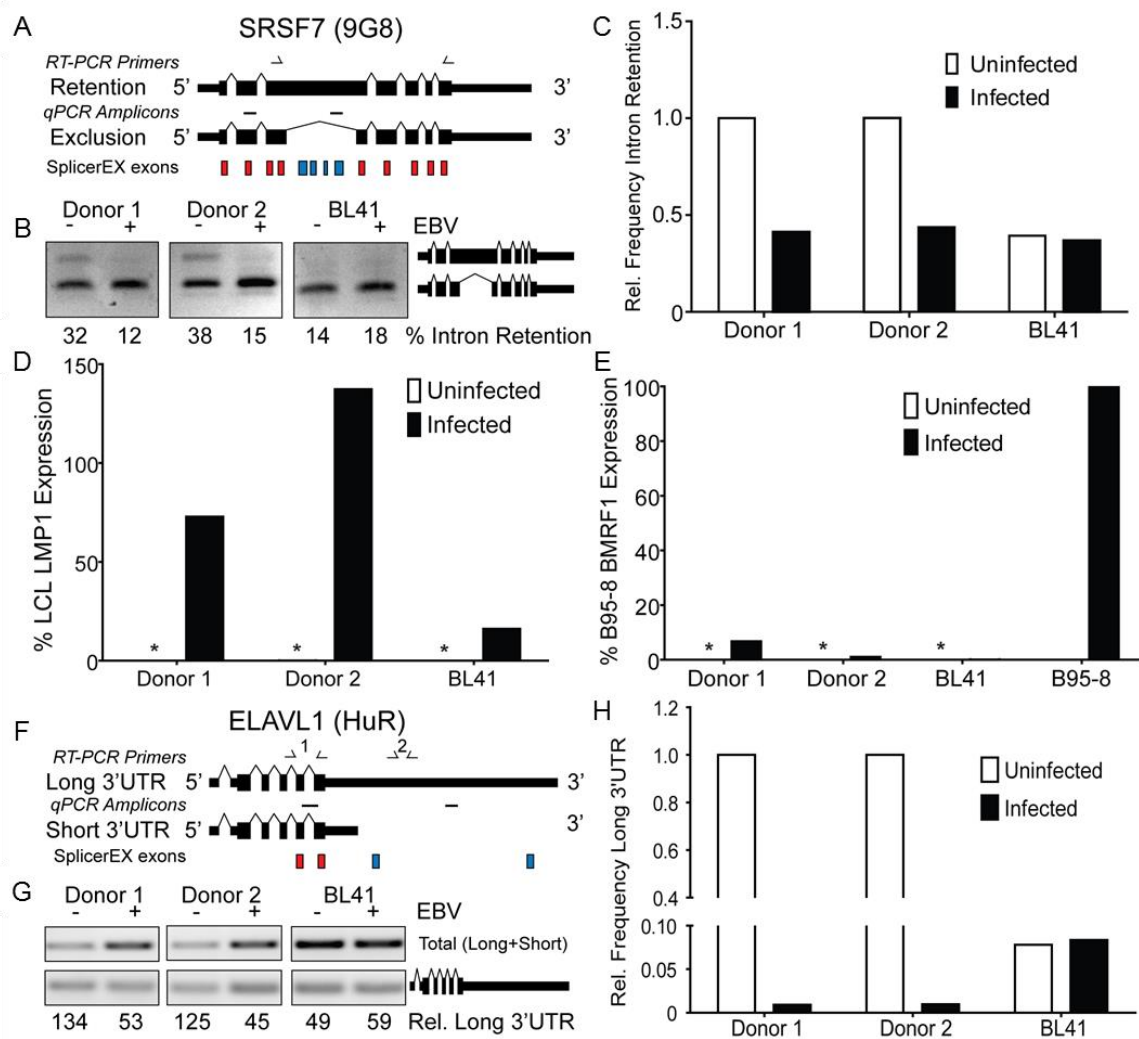 A
SRSF7 (9G8)
RT-PCR Primers
Retention 5’ 3’
qPCR Amplicons
Exclusion 5’ 3’
SplicerEX exons
B
Donor 1 Donor 2 BL41
- + - + - + EBV
32 12 38 15 14 18 % Intron Retention
C
Rel. Frequency Intron Retention
1.5
1.0
0.5
0
Uninfected
Infected
Donor 1 Donor 2 BL41
D
% LCL LMP1 Expression
150
100
50
0
Uninfected
Infected
* * *
Donor 1 Donor 2 BL41
E
% B95-8 BMRF1 Expression
100
80
60
40
20
0
Uninfected
Infected
* * *
Donor 1 Donor 2 BL41 B95-8
F
ELAVL1 (HuR)
RT-PCR Primers 1 2
Long 3’UTR 5’ 3’
qPCR Amplicons
Short 3’UTR 5’ 3’
SplicerEX exons
G
Donor 1 Donor 2 BL41
- + - + - + EBV
Total (Long+Short)
134 53 125 45 49 59 Rel. Long 3’UTR
H
Rel. Frequency Long 3'UTR
1.2
1.0
0.8
0.6
0.4
0.10
0.05
0
Uninfected
Infected
Donor 1 Donor 2 BL41